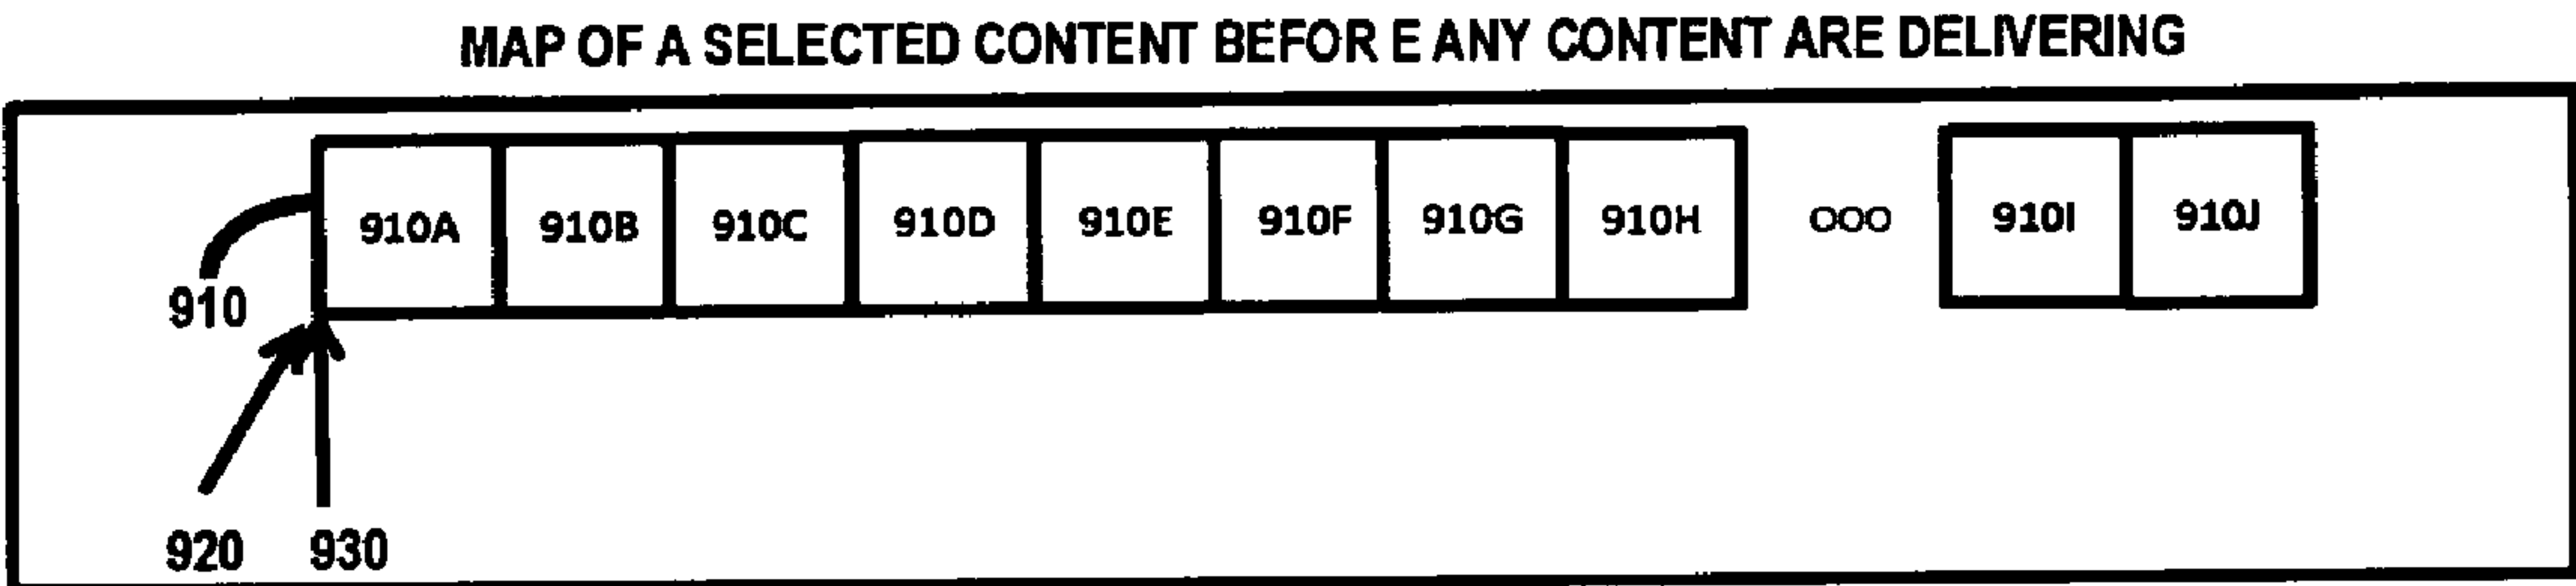 MAP OF A SELECTED CONTENT BEFOR E ANY CONTENT ARE DELIVERING
910A 910B 910C 910D 910E 910F 910G 910H ooo 910I 910J
910
920 930